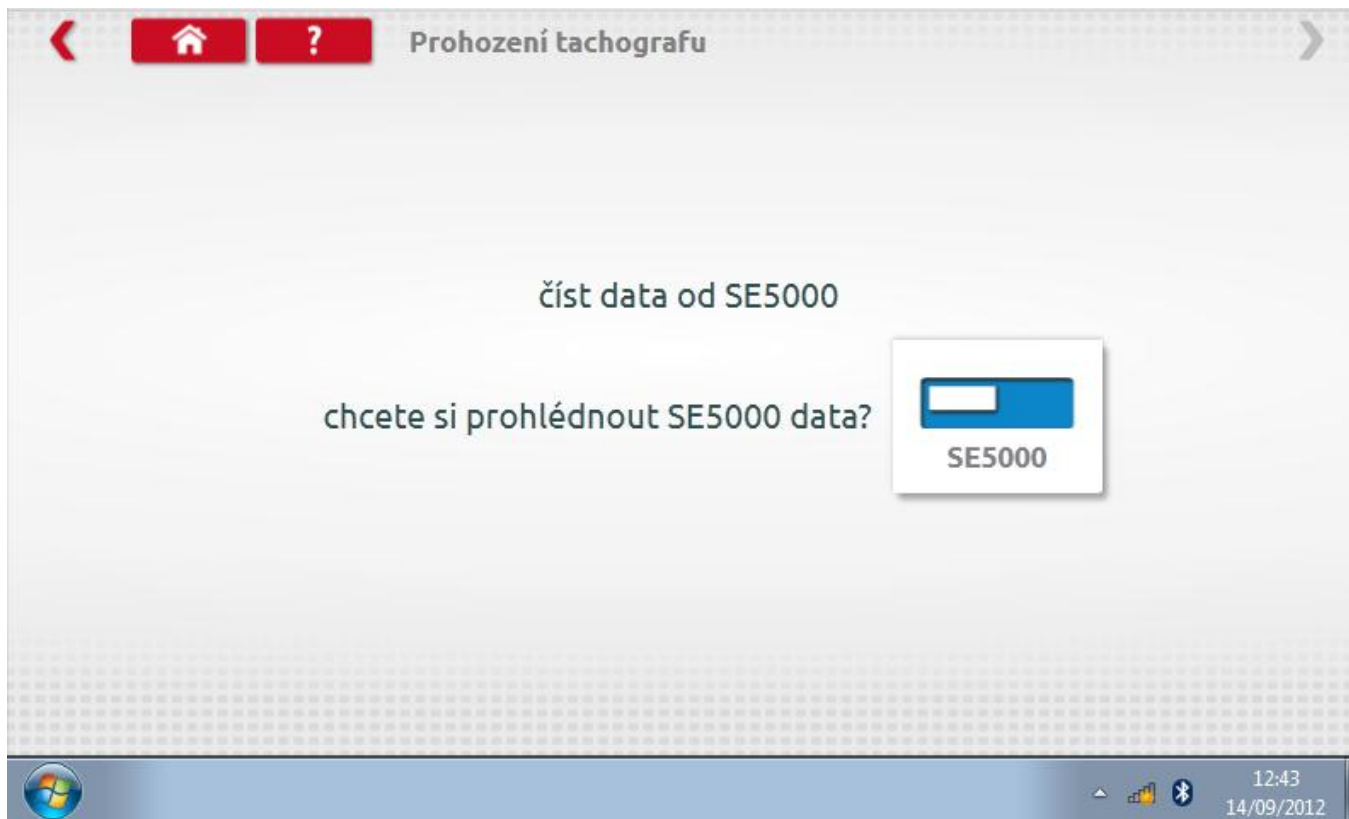 ? Prohození tachografu
číst data od SE5000
chcete si prohlédnout SE5000 data?
SE5000
12:43
14/09/2012